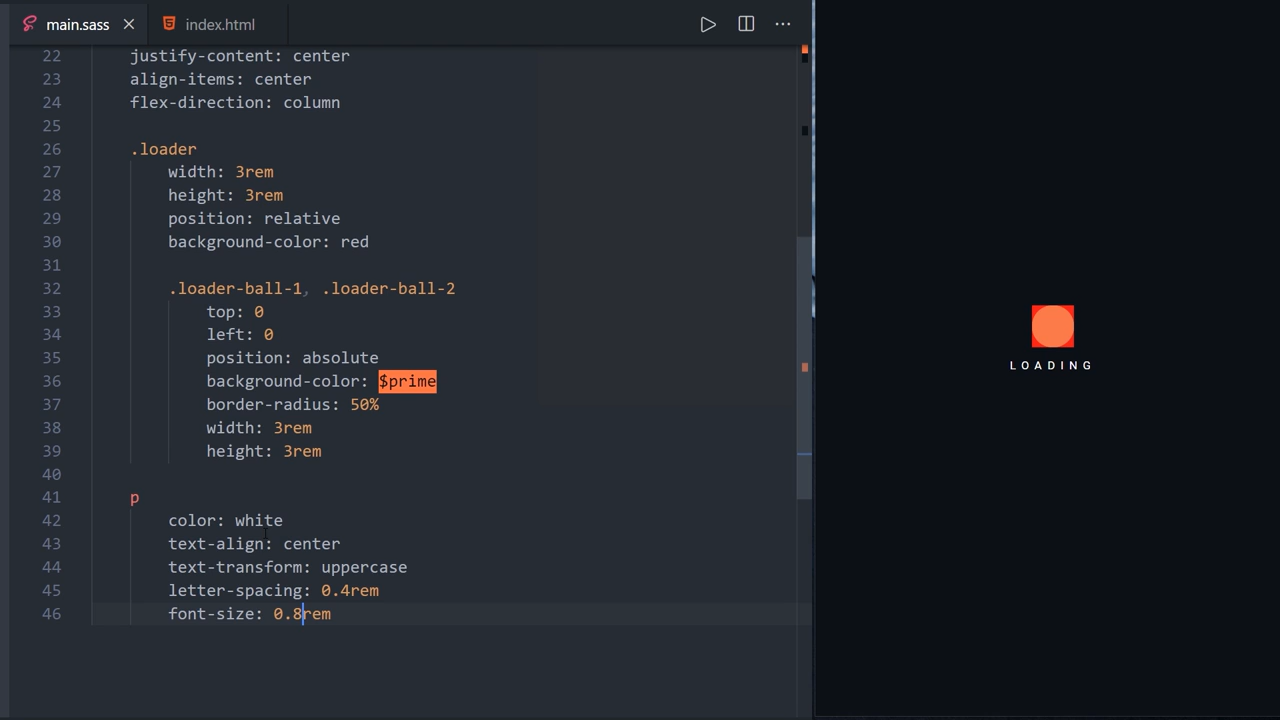 main.sass
index.html
22 justify-content: center
23 align-items: center
24 flex-direction: column
25
26 .loader
27 width: 3rem
28 height: 3rem
29 position: relative
30 background-color: red
31
32 .loader-ball-1, .loader-ball-2
33 top: 0
34 left: 0
35 position: absolute
36 background-color: $prime
37 border-radius: 50%
38 width: 3rem
39 height: 3rem
40
41 p
42 color: white
43 text-align: center
44 text-transform: uppercase
45 letter-spacing: 0.4rem
46 font-size: 0.8rem
LOADING